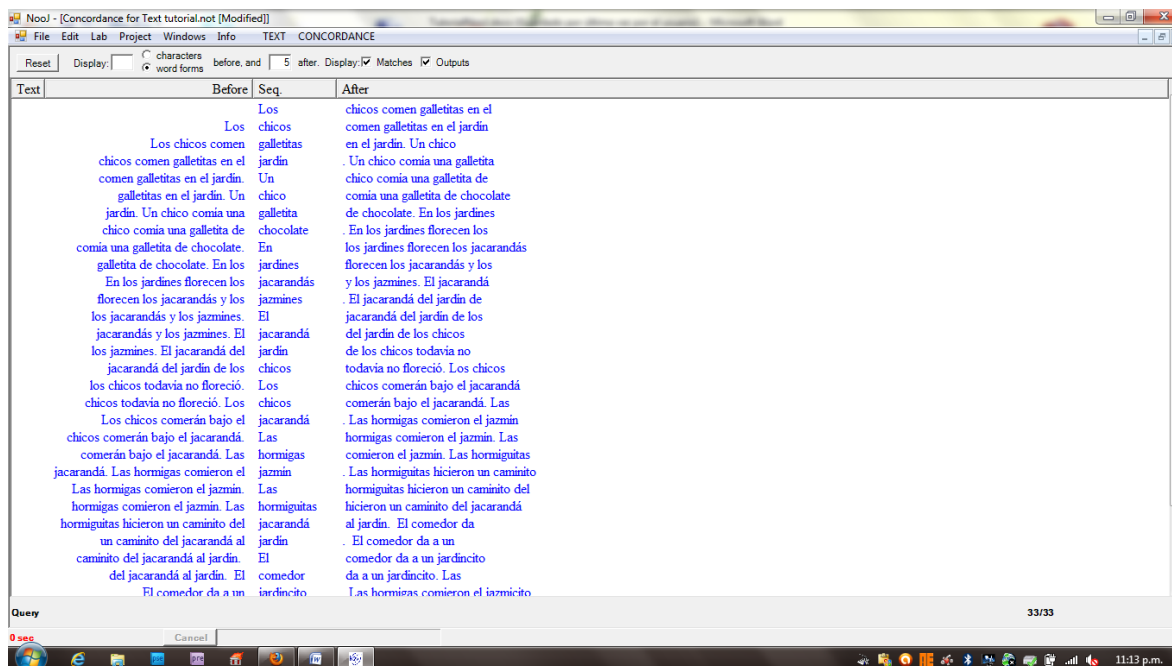 NooJ - [Concordance for Text tutorial.not [Modified]]
File Edit Lab Project Windows Info TEXT CONCORDANCE
Reset Display: characters word forms before, and 5 after. Display: Matches Outputs
Text Before Seq. After
Los chicos comen galletitas en el
Los chicos comen galletitas en el jardín
Los chicos comen galletitas en el jardín. Un chico
chicos comen galletitas en el jardín . Un chico comia una galletita
comen galletitas en el jardín. Un chico comia una galletita de
galletitas en el jardín. Un chico comia una galletita de chocolate
jardín. Un chico comia una galletita de chocolate. En los jardines
chico comia una galletita de chocolate . En los jardines florecen los
comia una galletita de chocolate. En los jardines florecen los jacarandás
galletita de chocolate. En los jardines florecen los jacarandás y los
En los jardines florecen los jacarandás y los jazmines. El jacarandá
florecen los jacarandás y los jazmines . El jacarandá del jardín de
los jacarandás y los jazmines. El jacarandá del jardín de los
jacarandás y los jazmines. El jacarandá del jardín de los chicos
los jazmines. El jacarandá del jardín de los chicos todavia no
jacarandá del jardín de los chicos todavia no floreció. Los chicos
los chicos todavia no floreció. Los chicos comerán bajo el jacarandá
chicos todavia no floreció. Los chicos comerán bajo el jacarandá. Las
Los chicos comerán bajo el jacarandá . Las hormigas comieron el jazmín
chicos comerán bajo el jacarandá. Las hormigas comieron el jazmín. Las
comerán bajo el jacarandá. Las hormigas comieron el jazmín. Las hormiguitas
jacarandá. Las hormigas comieron el jazmín . Las hormiguitas hicieron un caminito
Las hormigas comieron el jazmín. Las hormiguitas hicieron un caminito del
hormigas comieron el jazmín. Las hormiguitas hicieron un caminito del jacarandá
hormiguitas hicieron un caminito del jacarandá al jardín. El comedor da
un caminito del jacarandá al jardín . El comedor da a un
caminito del jacarandá al jardín. El comedor da a un jardincito
del jacarandá al jardín. El comedor da a un jardincito. Las
El comedor da a un jardincito . Las hormigas comieron el jazmicito
Query 33/33
0 sec Cancel
11:13 p.m.